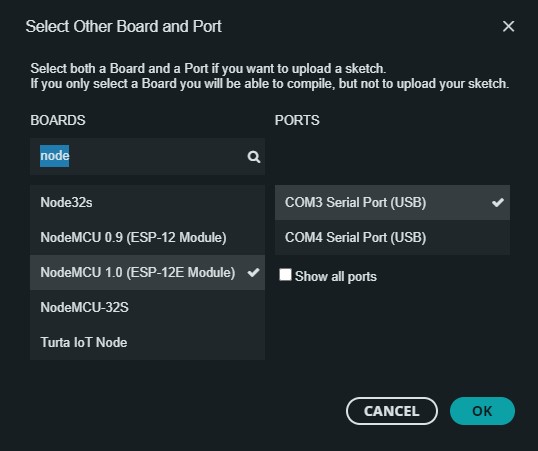 Select Other Board and Port
Select both a Board and a Port if you want to upload a sketch.
If you only select a Board you will be able to compile, but not to upload your sketch.
BOARDS
node
Node32s
NodeMCU 0.9 (ESP-12 Module)
NodeMCU 1.0 (ESP-12E Module)
NodeMCU-32S
Turta IoT Node
PORTS
COM3 Serial Port (USB)
COM4 Serial Port (USB)
Show all ports
CANCEL
OK